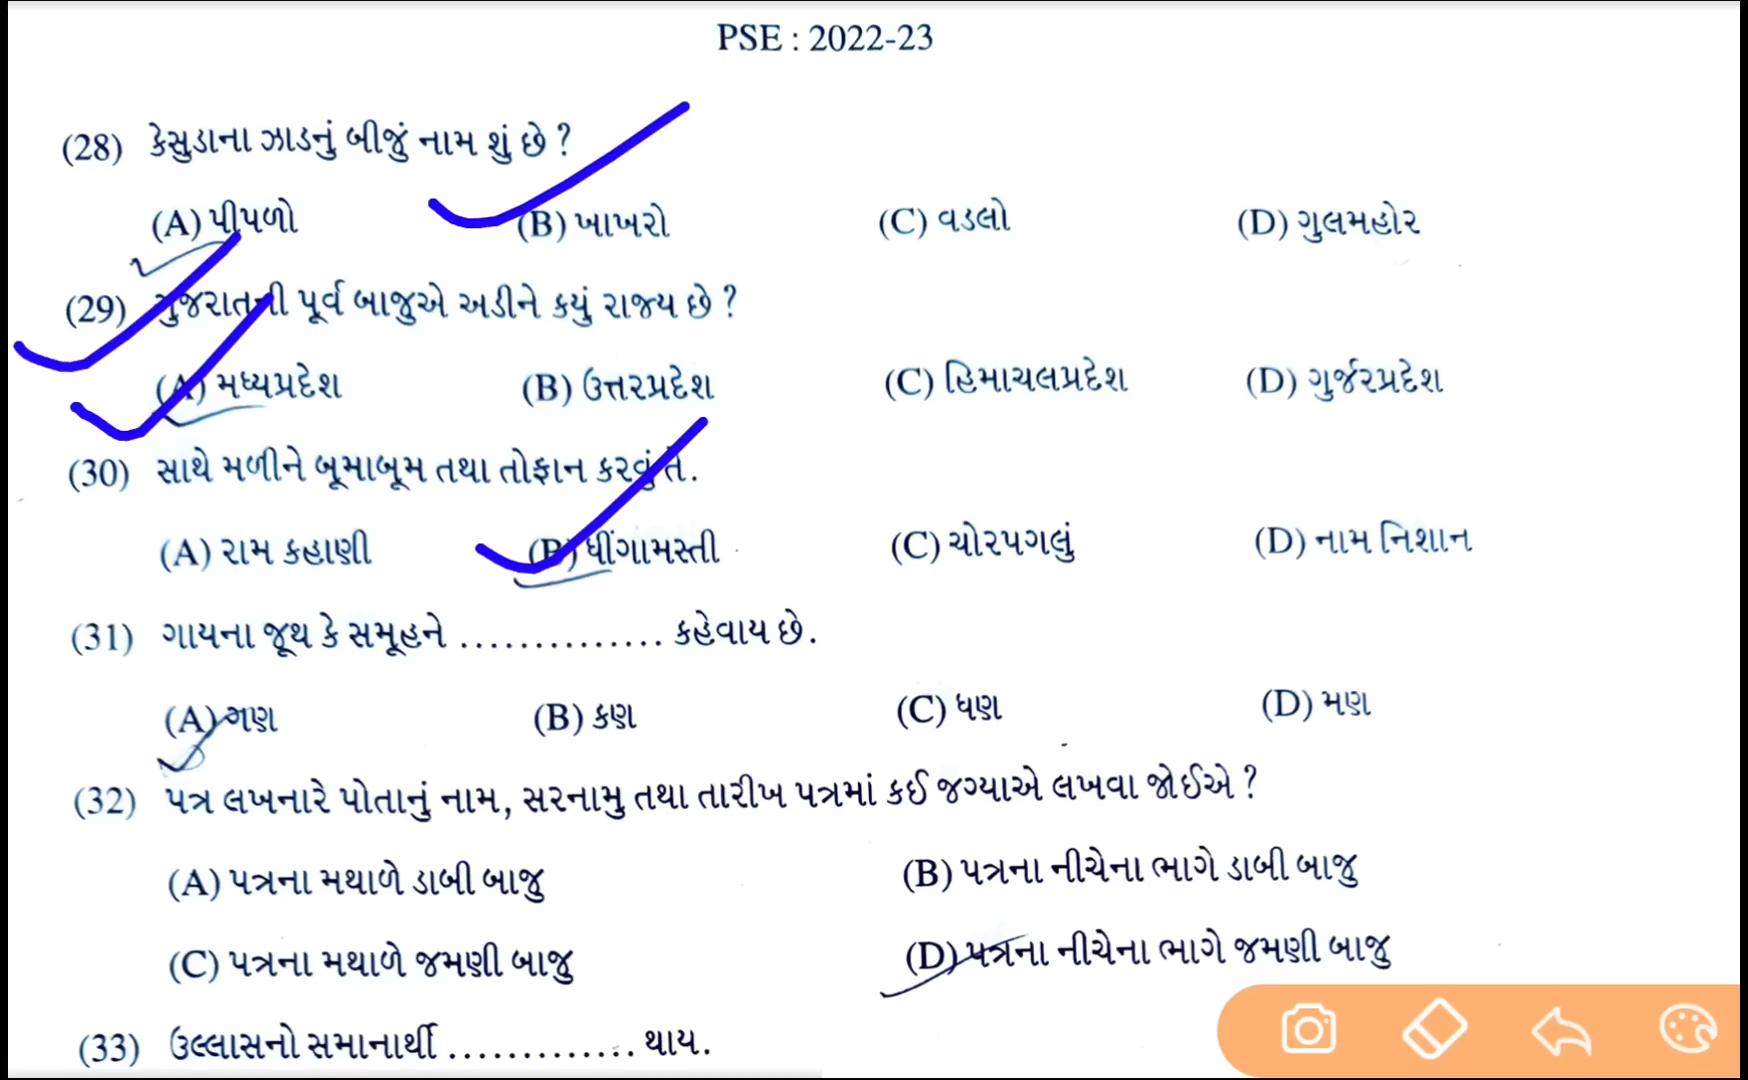 PSE : 2022-23
(28) કેસુડાના ઝાડનું બીજું નામ શું છે ?
(A) પીપળો (B) ખાખરો (C) વડલો (D) ગુલમહોર
(29) ગુજરાતની પૂર્વ બાજુએ અડીને કયું રાજ્ય છે ?
(A) મધ્યપ્રદેશ (B) ઉત્તરપ્રદેશ (C) હિમાચલપ્રદેશ (D) ગુર્જરપ્રદેશ
(30) સાથે મળીને બૂમાબૂમ તથા તોફાન કરવું તે.
(A) રામ કહાણી (B) ધીંગામસ્તી (C) ચોરપગલું (D) નામ નિશાન
(31) ગાયના જૂથ કે સમૂહને .............. કહેવાય છે.
(A) ગણ (B) કણ (C) ધણ (D) મણ
(32) પત્ર લખનારે પોતાનું નામ, સરનામુ તથા તારીખ પત્રમાં કઈ જગ્યાએ લખવા જોઈએ ?
(A) પત્રના મથાળે ડાબી બાજુ (B) પત્રના નીચેના ભાગે ડાબી બાજુ
(C) પત્રના મથાળે જમણી બાજુ (D) પત્રના નીચેના ભાગે જમણી બાજુ
(33) ઉલ્લાસનો સમાનાર્થી ............. થાય.